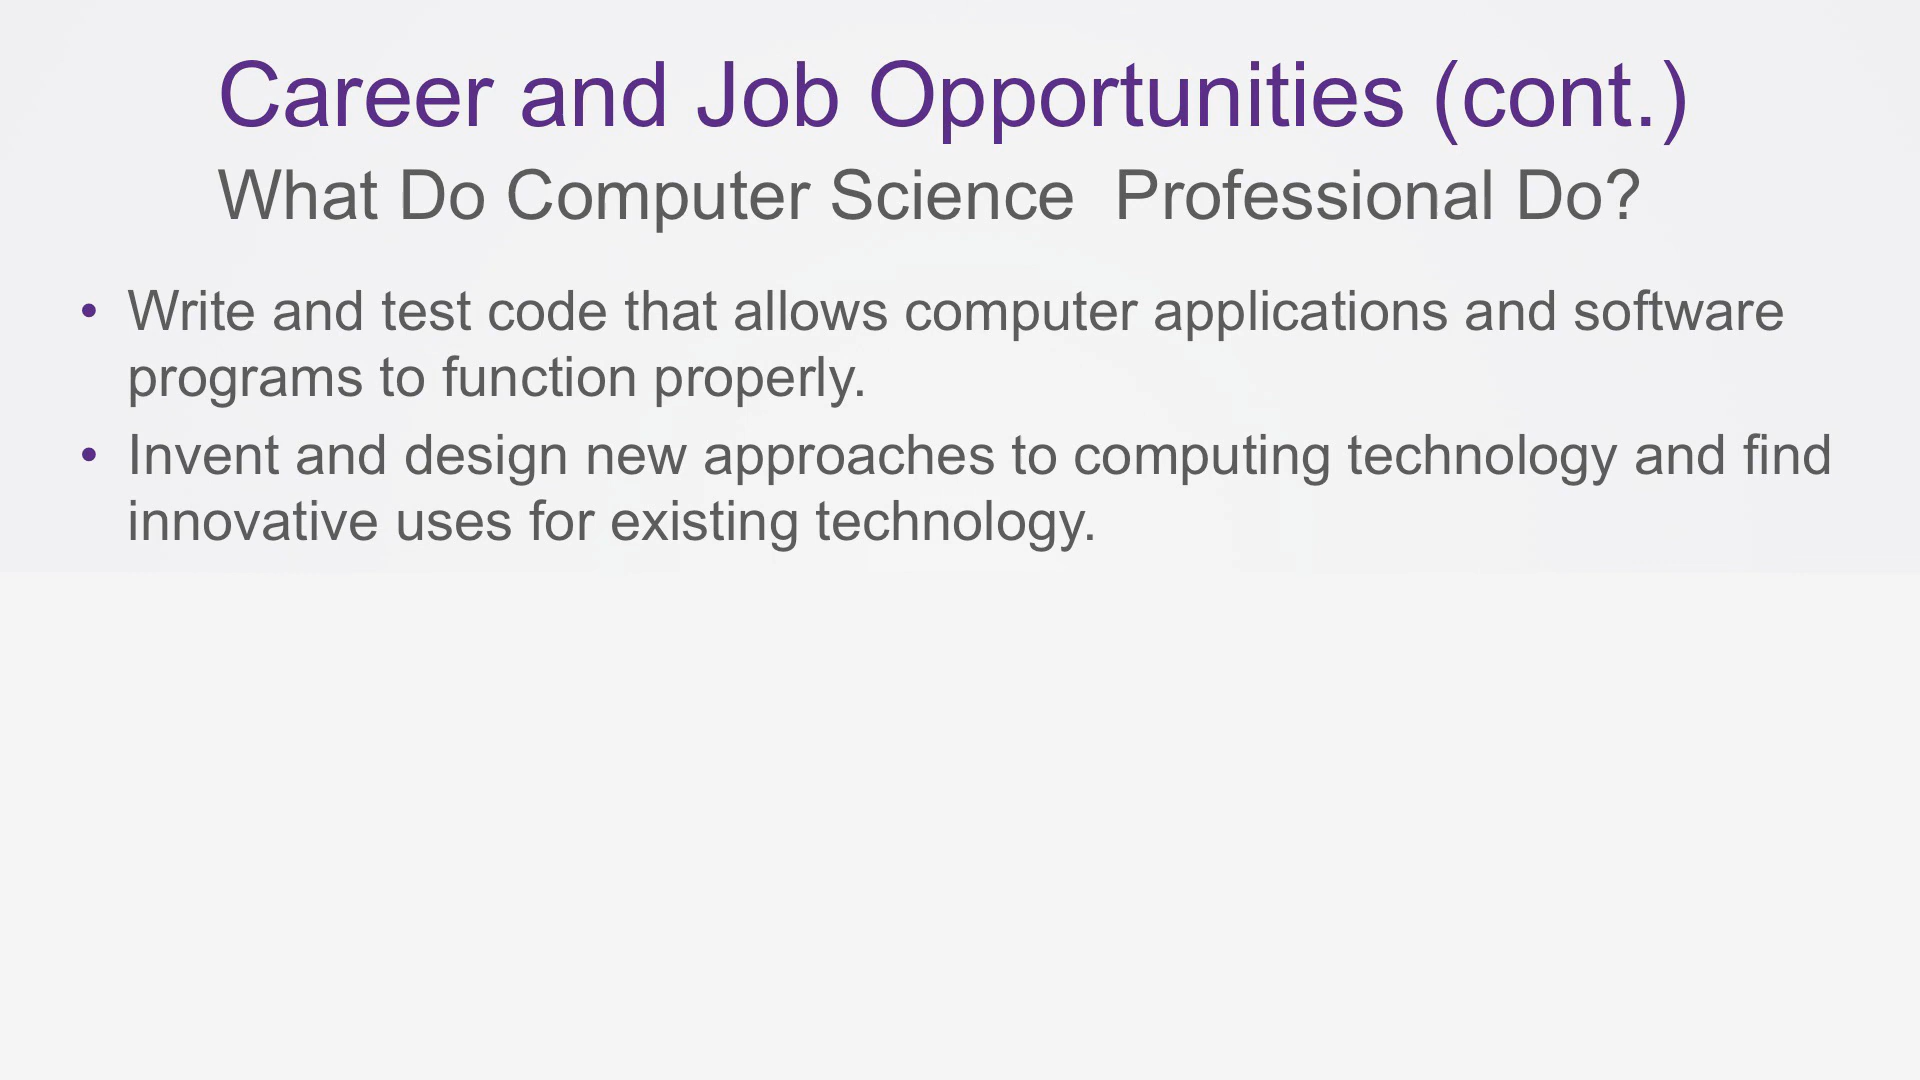 Career and Job Opportunities (cont.)
What Do Computer Science  Professional Do?
• Write and test code that allows computer applications and software
programs to function properly.
• Invent and design new approaches to computing technology and find
innovative uses for existing technology.